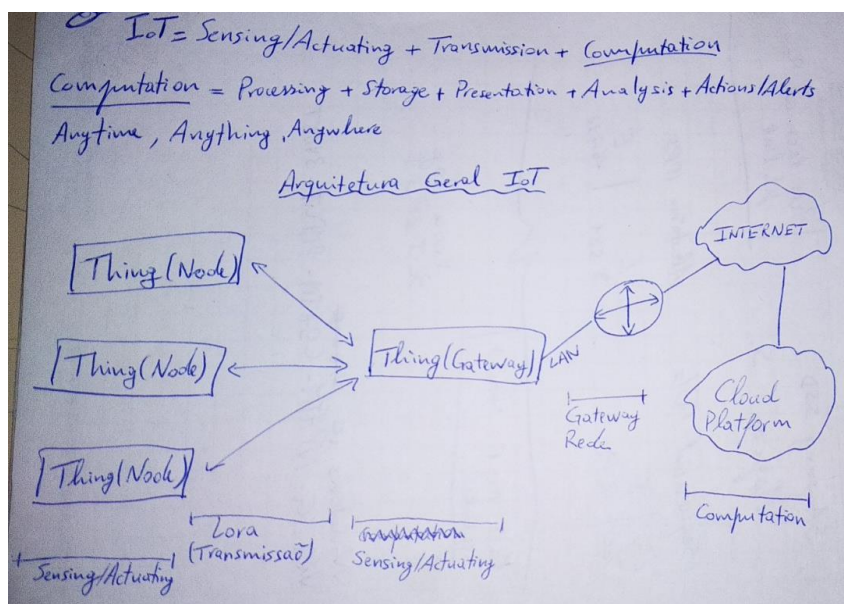 IoT = Sensing/Actuating + Transmission + Computation
Computation = Processing + Storage + Presentation + Analysis + Actions/Alerts
Anytime, Anything, Anywhere
Arquitetura Geral IoT
INTERNET
Thing (Node)
Thing (Node)
Thing (Gateway)
LAN
Thing (Node)
Gateway
Rede
Cloud
Platform
Lora
(Transmissaõ)
Sensing/Actuating
Sensing/Actuating
Computation